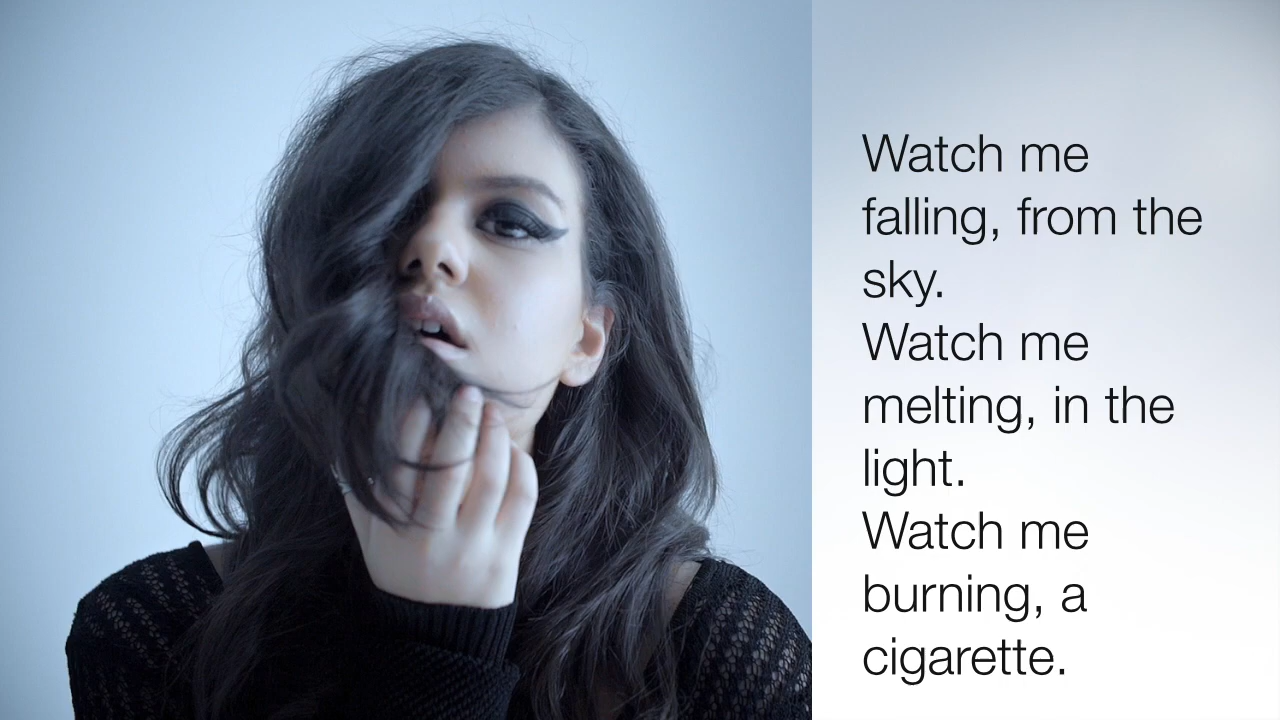 Watch me
falling, from the
sky.
Watch me
melting, in the
light.
Watch me
burning, a
cigarette.